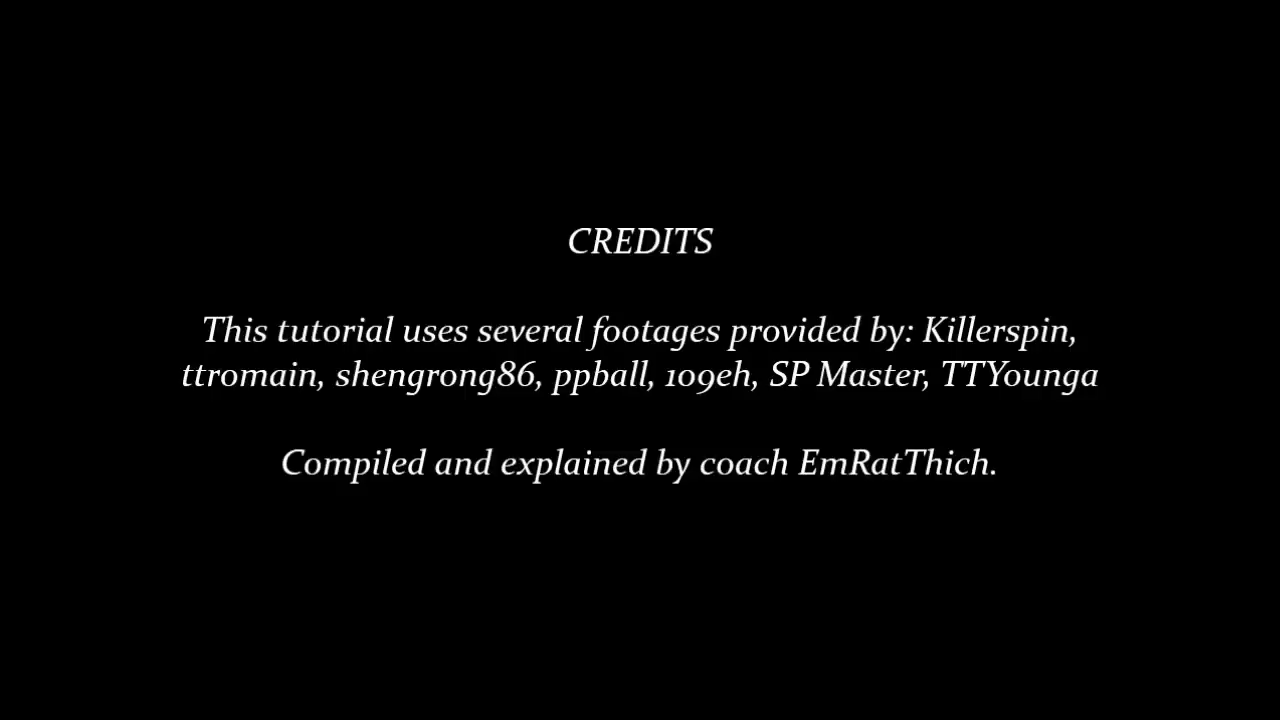 CREDITS
This tutorial uses several footages provided by: Killerspin,
ttromain, shengrong86, ppball, 109eh, SP Master, TTYounga
Compiled and explained by coach EmRatThich.